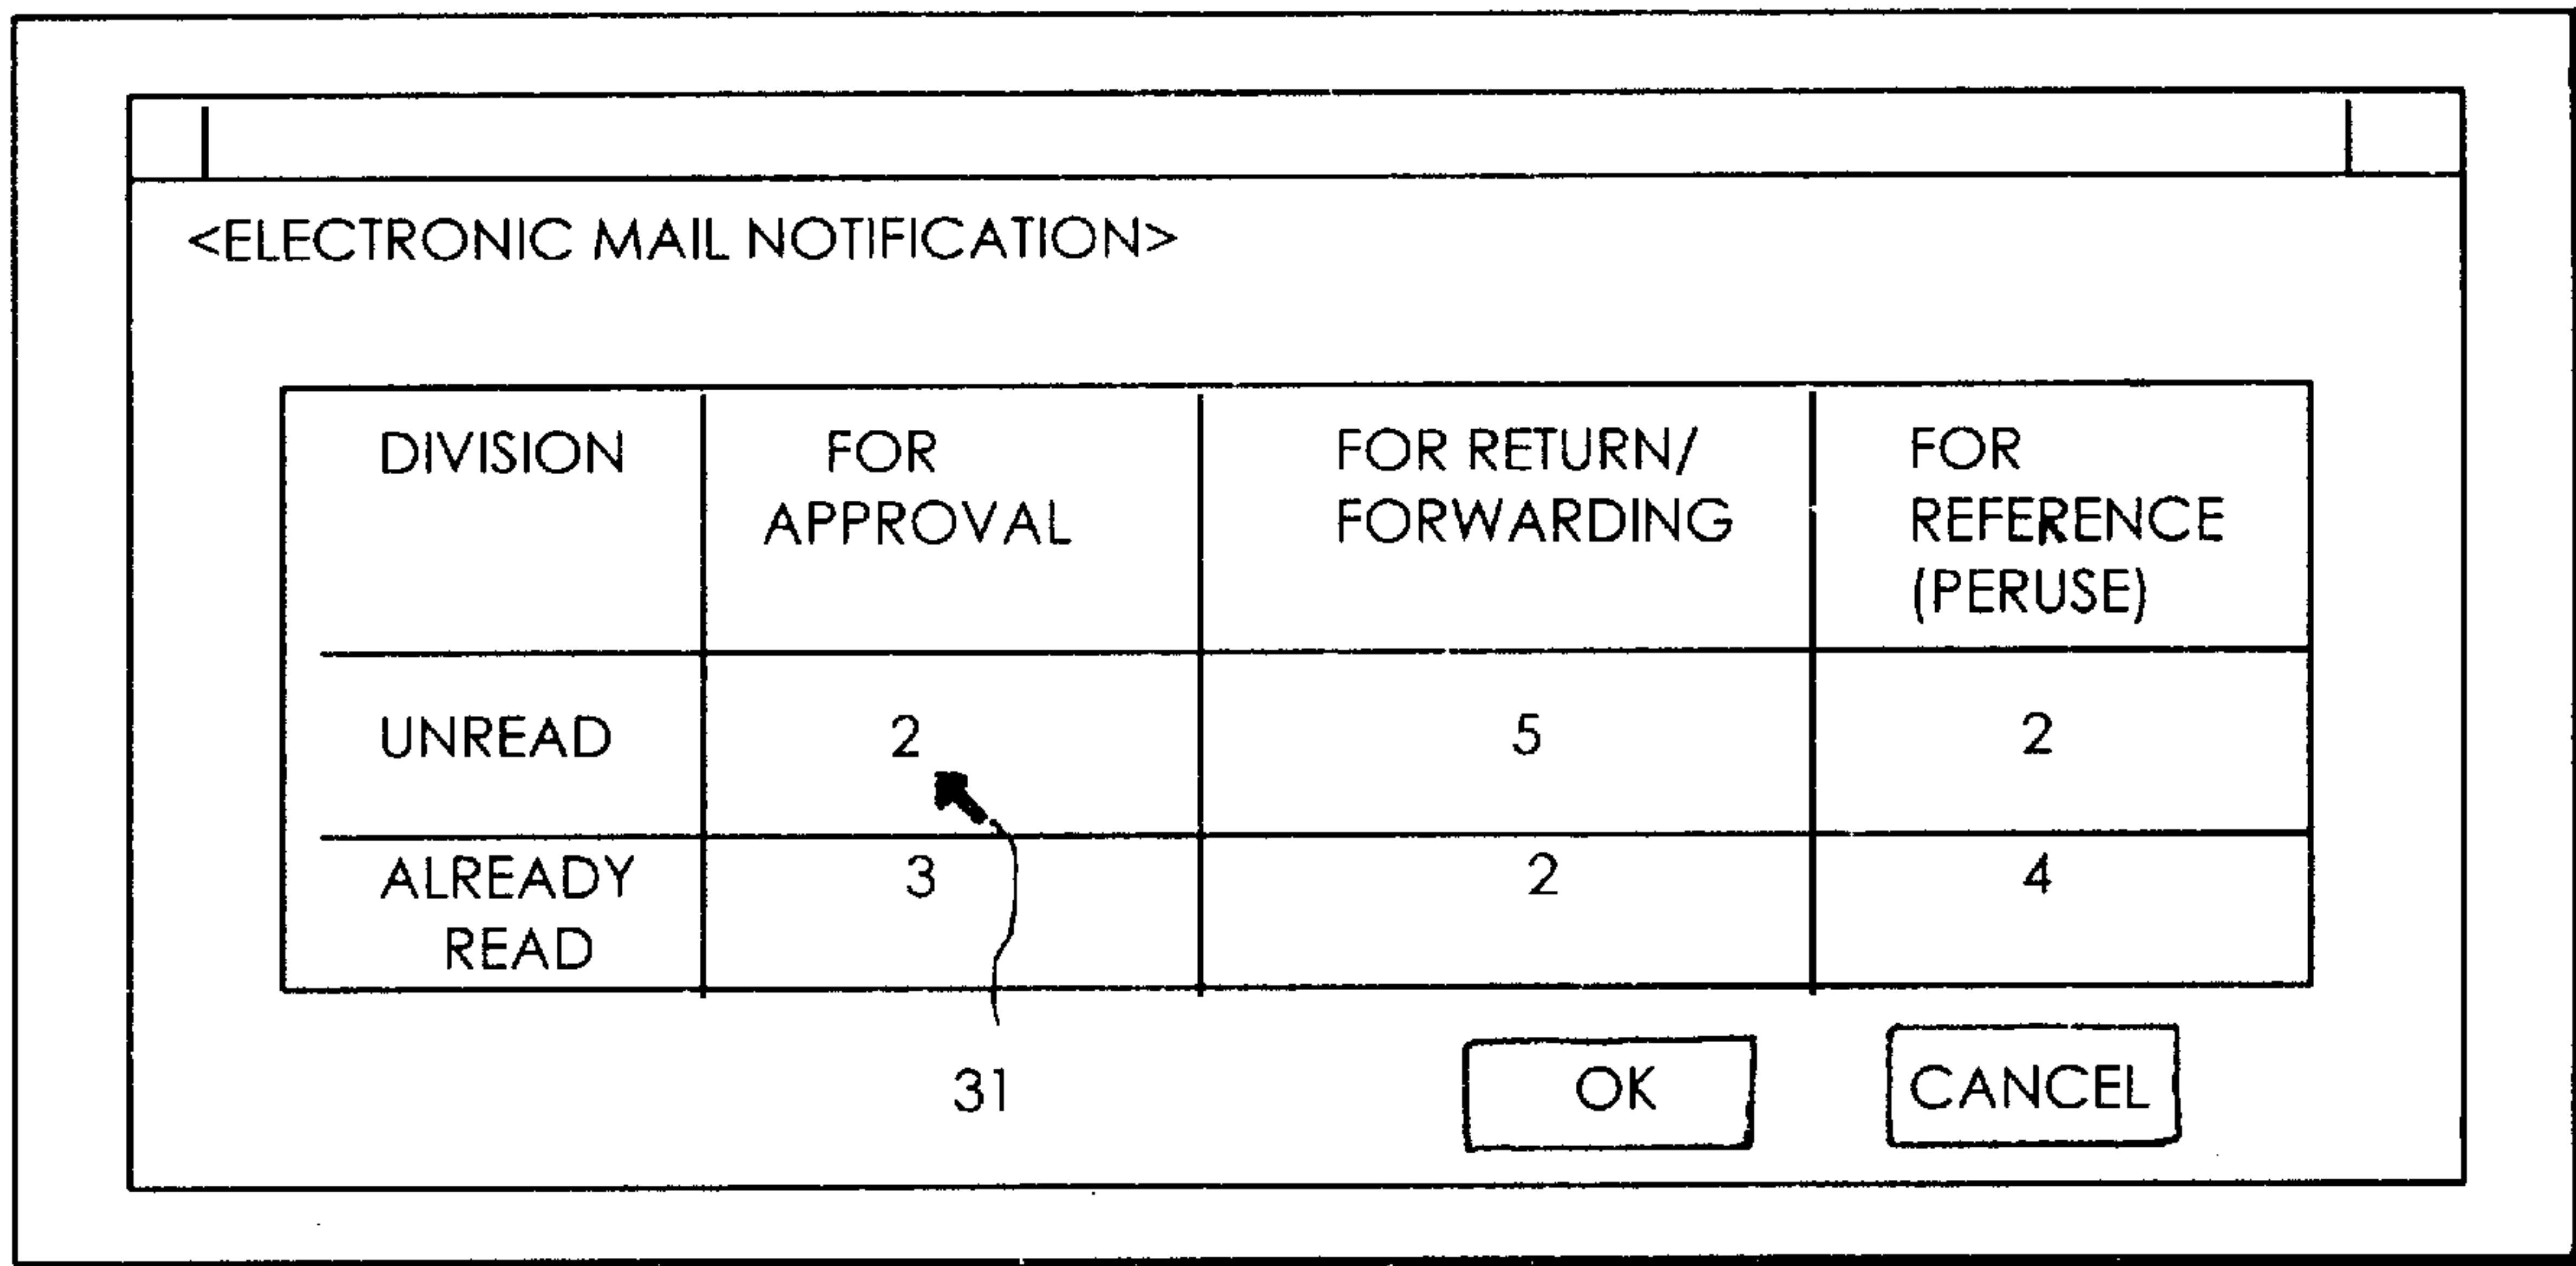 <ELECTRONIC MAIL NOTIFICATION>
DIVISION
FOR
APPROVAL
FOR RETURN/
FORWARDING
FOR
REFERENCE
(PERUSE)
UNREAD
2
5
2
ALREADY
READ
3
2
4
31
OK
CANCEL